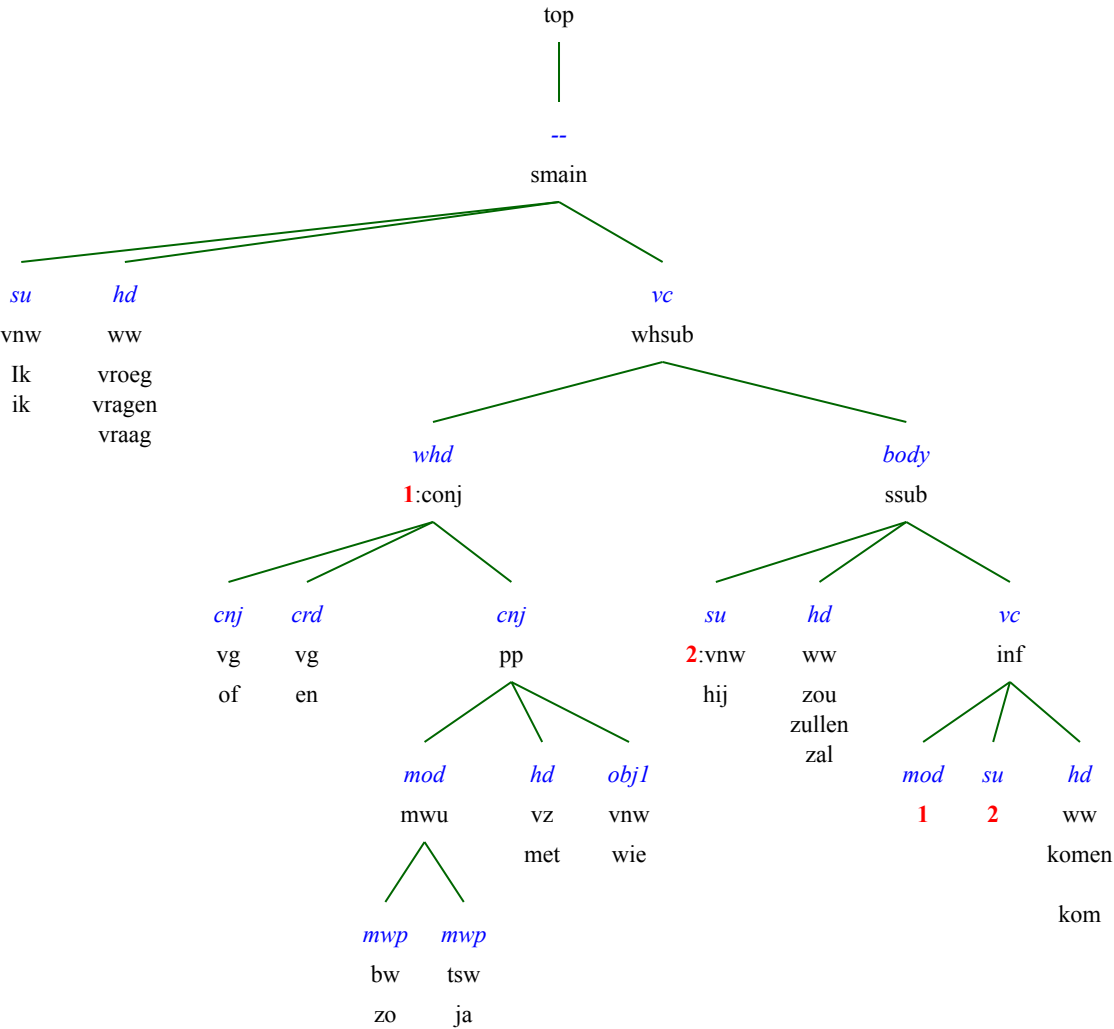 top
--
smain
su hd vc
vnw ww whsub
Ik vroeg
ik vragen
vraag
whd body
1:conj ssub
cnj crd cnj su hd vc
vg vg pp 2:vnw ww inf
of en hij zou
zullen
zal
mod hd obj1 mod su hd
mwu vz vnw 1 2 ww
met wie komen
kom
mwp mwp
bw tsw
zo ja